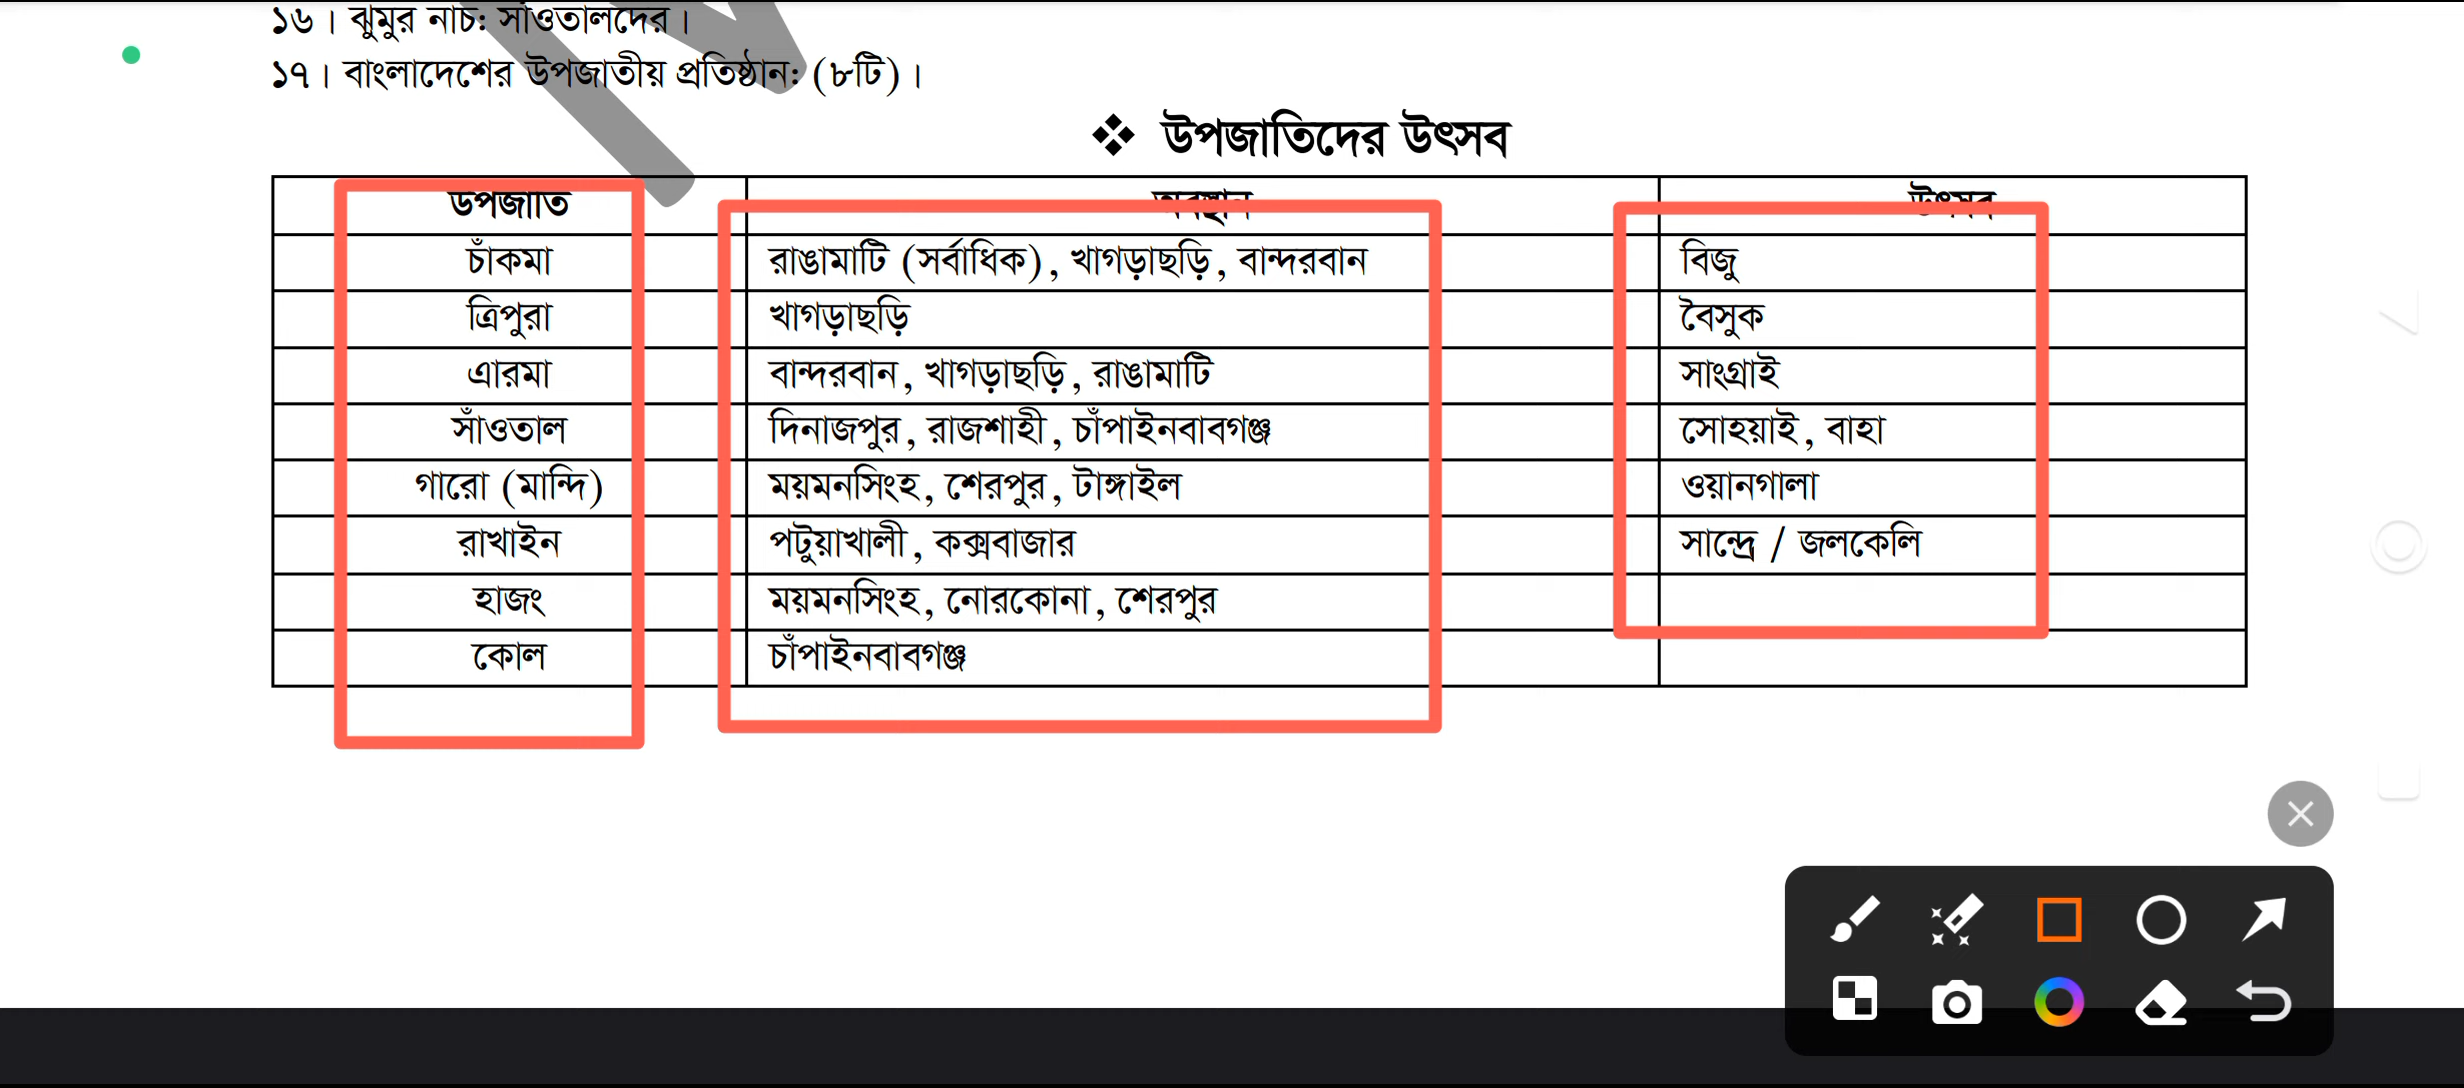 ১৬। ঝুমুর নাচ: সাঁওতালদের।
১৭। বাংলাদেশের উপজাতীয় প্রতিষ্ঠান: (৮টি)।
❖ উপজাতিদের উৎসব
উপজাতি অবস্থান উৎসব
চাঁকমা রাঙামাটি (সর্বাধিক), খাগড়াছড়ি, বান্দরবান বিজু
ত্রিপুরা খাগড়াছড়ি বৈসুক
এারমা বান্দরবান, খাগড়াছড়ি, রাঙামাটি সাংগ্রাই
সাঁওতাল দিনাজপুর, রাজশাহী, চাঁপাইনবাবগঞ্জ সোহয়াই, বাহা
গারো (মান্দি) ময়মনসিংহ, শেরপুর, টাঙ্গাইল ওয়ানগালা
রাখাইন পটুয়াখালী, কক্সবাজার সান্দ্রে / জলকেলি
হাজং ময়মনসিংহ, নোরকোনা, শেরপুর
কোল চাঁপাইনবাবগঞ্জ